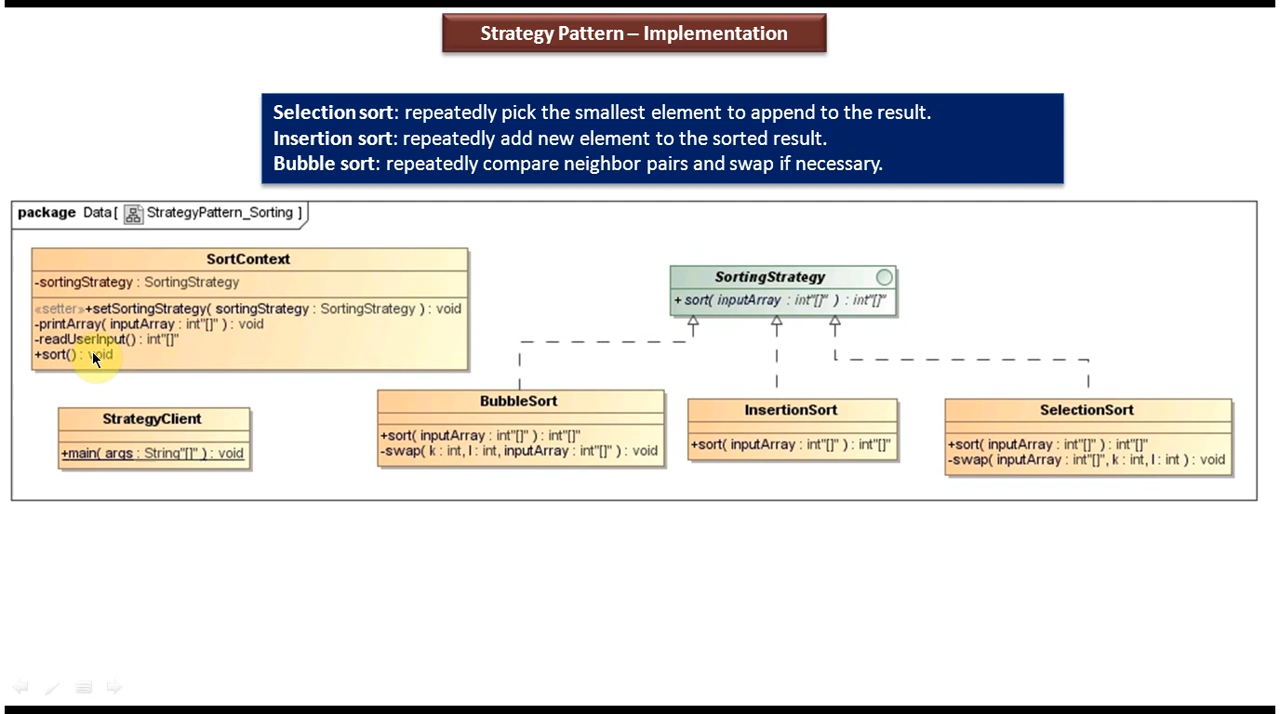 Strategy Pattern – Implementation
Selection sort: repeatedly pick the smallest element to append to the result.
Insertion sort: repeatedly add new element to the sorted result.
Bubble sort: repeatedly compare neighbor pairs and swap if necessary.
package Data[ StrategyPattern_Sorting ]
SortContext
-sortingStrategy : SortingStrategy
«setter»+setSortingStrategy( sortingStrategy : SortingStrategy ) : void
-printArray( inputArray : int"[]" ) : void
-readUserInput() : int"[]"
+sort() : void
SortingStrategy
+ sort( inputArray : int"[]" ) : int"[]"
StrategyClient
+main( args : String"[]" ) : void
BubbleSort
+sort( inputArray : int"[]" ) : int"[]"
-swap( k : int, l : int, inputArray : int"[]" ) : void
InsertionSort
+sort( inputArray : int"[]" ) : int"[]"
SelectionSort
+sort( inputArray : int"[]" ) : int"[]"
-swap( inputArray : int"[]", k : int, l : int ) : void